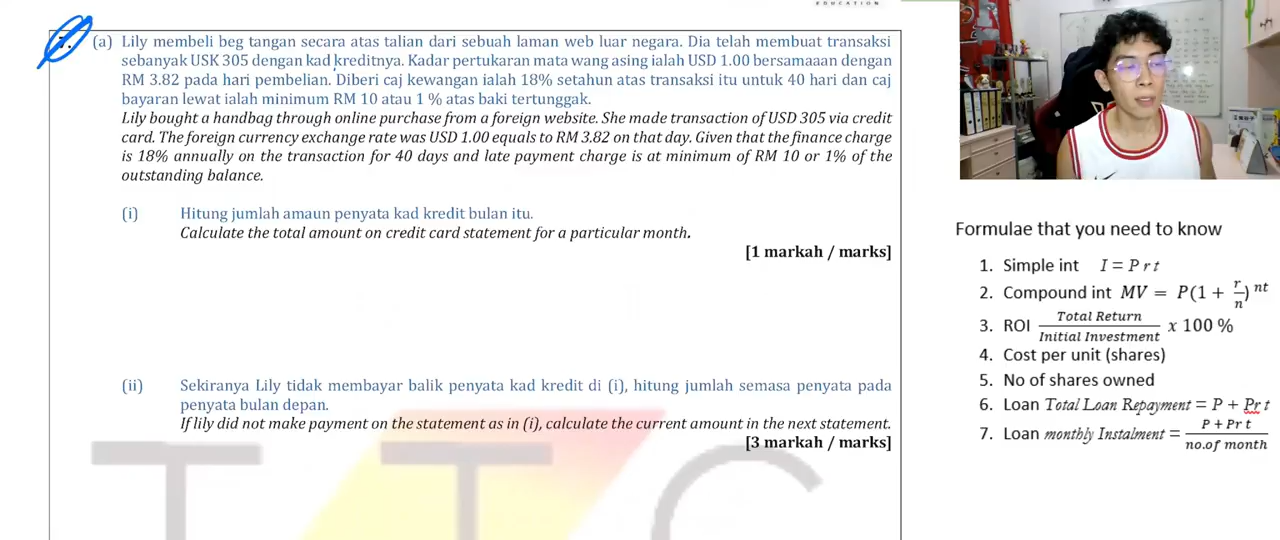 EDUCATION
7.
(a) Lily membeli beg tangan secara atas talian dari sebuah laman web luar negara. Dia telah membuat transaksi
sebanyak USK 305 dengan kad kreditnya. Kadar pertukaran mata wang asing ialah USD 1.00 bersamaaan dengan
RM 3.82 pada hari pembelian. Diberi caj kewangan ialah 18% setahun atas transaksi itu untuk 40 hari dan caj
bayaran lewat ialah minimum RM 10 atau 1 % atas baki tertunggak.
Lily bought a handbag through online purchase from a foreign website. She made transaction of USD 305 via credit
card. The foreign currency exchange rate was USD 1.00 equals to RM 3.82 on that day. Given that the finance charge
is 18% annually on the transaction for 40 days and late payment charge is at minimum of RM 10 or 1% of the
outstanding balance.
(i) Hitung jumlah amaun penyata kad kredit bulan itu.
Calculate the total amount on credit card statement for a particular month.
[1 markah / marks]
(ii) Sekiranya Lily tidak membayar balik penyata kad kredit di (i), hitung jumlah semasa penyata pada
penyata bulan depan.
If lily did not make payment on the statement as in (i), calculate the current amount in the next statement.
[3 markah / marks]
TTC
Formulae that you need to know
1. Simple int I = P r t
2. Compound int MV = P(1 + r/n)^nt
3. ROI Total Return / Initial Investment x 100 %
4. Cost per unit (shares)
5. No of shares owned
6. Loan Total Loan Repayment = P + Pr t
7. Loan monthly Instalment = P + Pr t / no.of month